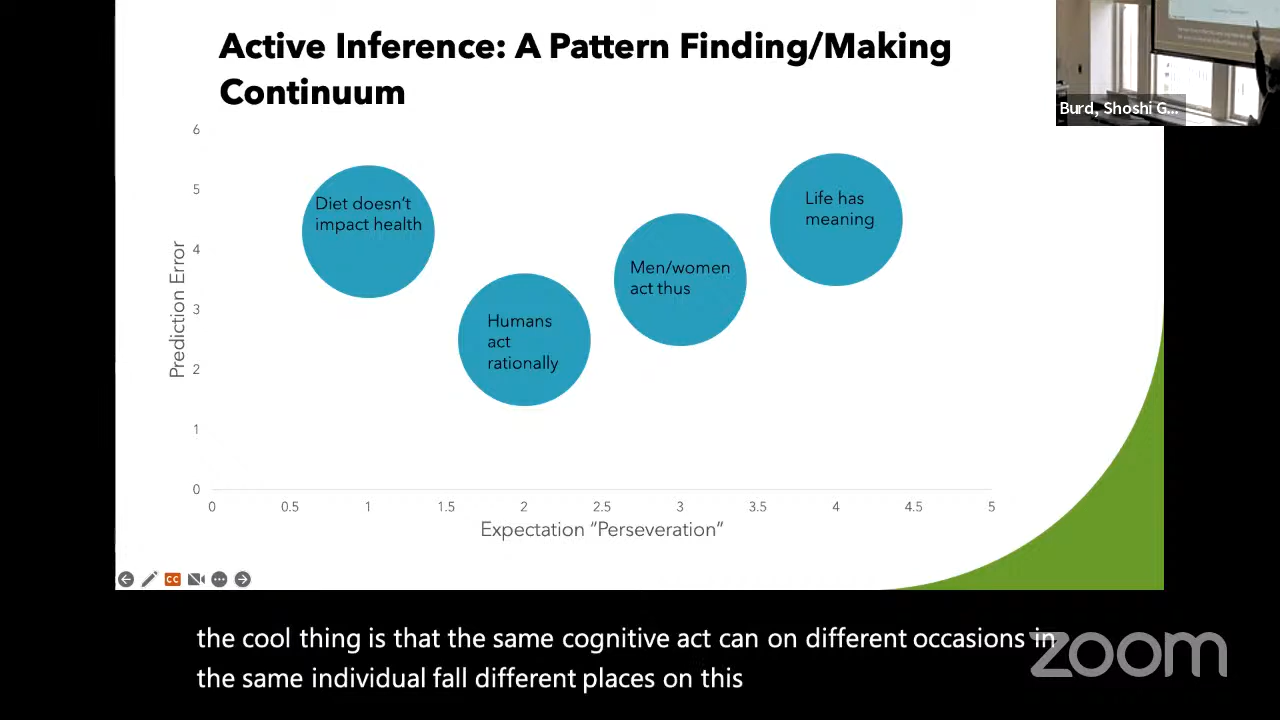 Active Inference: A Pattern Finding/Making
Continuum
Burd, Shoshi G...
6
5
4
3
2
1
0
Prediction Error
Diet doesn't
impact health
Humans
act
rationally
Men/women
act thus
Life has
meaning
0 0.5 1 1.5 2 2.5 3 3.5 4 4.5 5
Expectation “Perseveration”
CC
the cool thing is that the same cognitive act can on different occasions in
the same individual fall different places on this
zoom